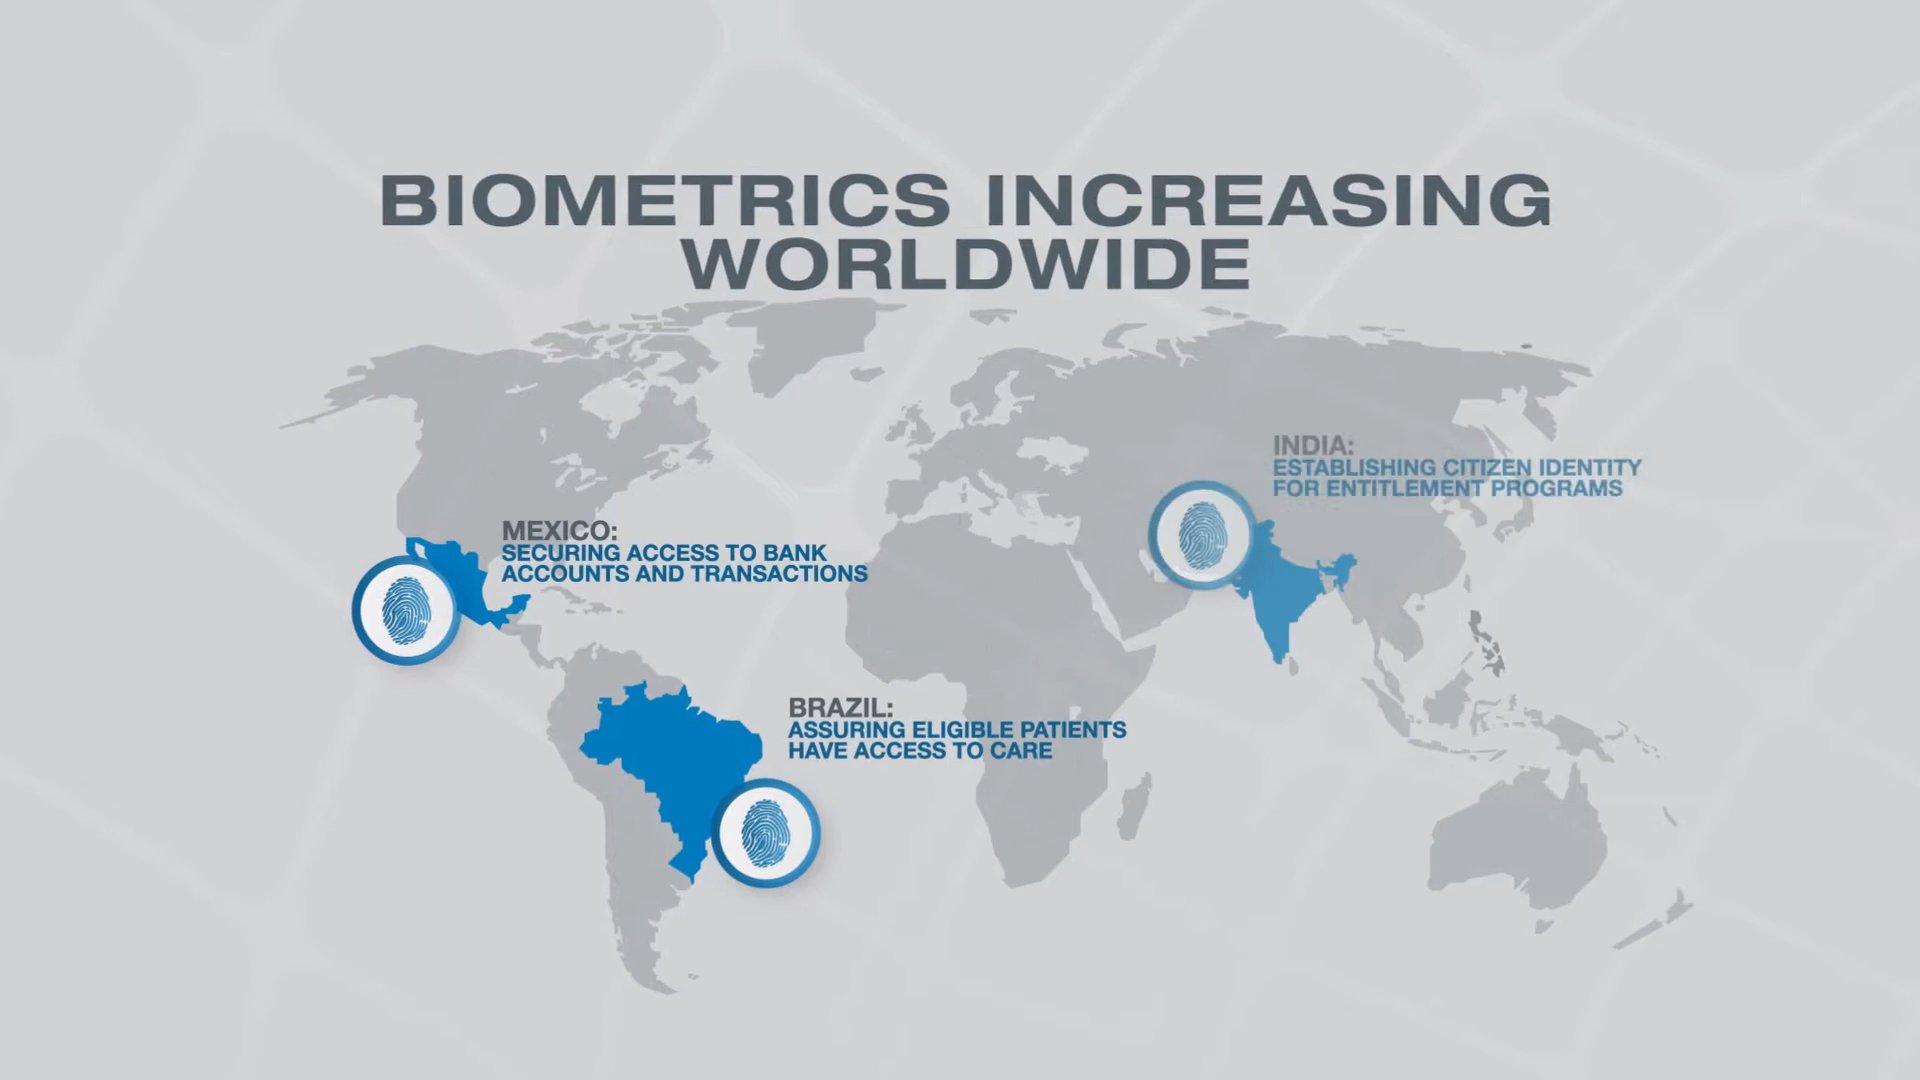 BIOMETRICS INCREASING
WORLDWIDE
INDIA:
ESTABLISHING CITIZEN IDENTITY
FOR ENTITLEMENT PROGRAMS
MEXICO:
SECURING ACCESS TO BANK
ACCOUNTS AND TRANSACTIONS
BRAZIL:
ASSURING ELIGIBLE PATIENTS
HAVE ACCESS TO CARE